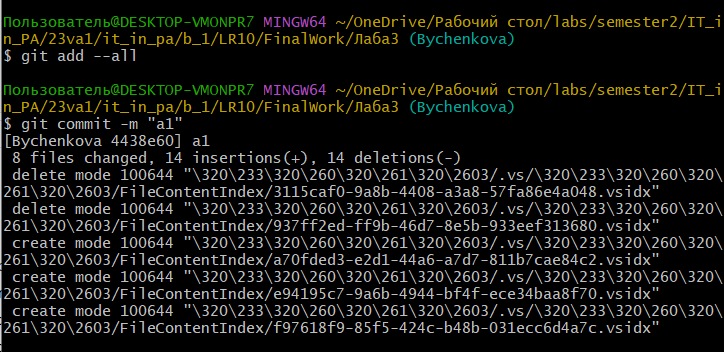 Пользователь@DESKTOP-VMONPR7 MINGW64 ~/OneDrive/Рабочий стол/labs/semester2/IT_i
n_PA/23va1/it_in_pa/b_1/LR10/FinalWork/Лаба3 (Bychenkova)
$ git add --all
Пользователь@DESKTOP-VMONPR7 MINGW64 ~/OneDrive/Рабочий стол/labs/semester2/IT_i
n_PA/23va1/it_in_pa/b_1/LR10/FinalWork/Лаба3 (Bychenkova)
$ git commit -m "a1"
[Bychenkova 4438e60] a1
 8 files changed, 14 insertions(+), 14 deletions(-)
 delete mode 100644 "\320\233\320\260\320\261\320\2603/.vs/\320\233\320\260\320\
261\320\2603/FileContentIndex/3115caf0-9a8b-4408-a3a8-57fa86e4a048.vsidx"
 delete mode 100644 "\320\233\320\260\320\261\320\2603/.vs/\320\233\320\260\320\
261\320\2603/FileContentIndex/937ff2ed-ff9b-46d7-8e5b-933eef313680.vsidx"
 create mode 100644 "\320\233\320\260\320\261\320\2603/.vs/\320\233\320\260\320\
261\320\2603/FileContentIndex/a70fded3-e2d1-44a6-a7d7-811b7cae84c2.vsidx"
 create mode 100644 "\320\233\320\260\320\261\320\2603/.vs/\320\233\320\260\320\
261\320\2603/FileContentIndex/e94195c7-9a6b-4944-bf4f-ece34baa8f70.vsidx"
 create mode 100644 "\320\233\320\260\320\261\320\2603/.vs/\320\233\320\260\320\
261\320\2603/FileContentIndex/f97618f9-85f5-424c-b48b-031ecc6d4a7c.vsidx"